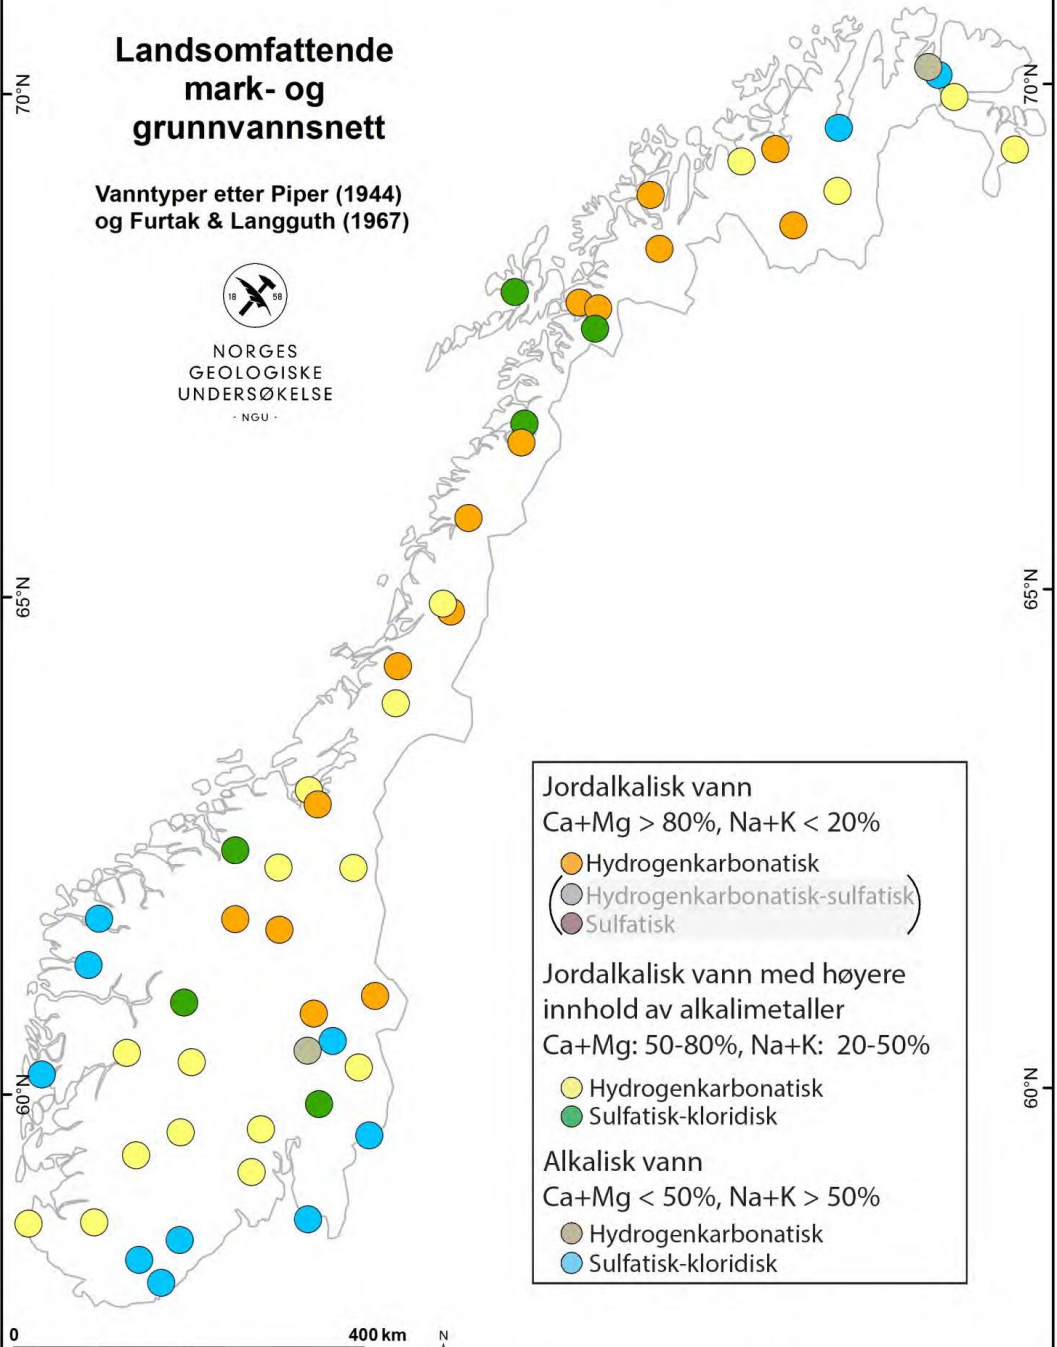 Landsomfattende
mark- og
grunnvannsnett
Vanntyper etter Piper (1944)
og Furtak & Langguth (1967)
18 58
NORGES
GEOLOGISKE
UNDERSØKELSE
- NGU -
70°N
70°N
65°N
65°N
60°N
60°N
Jordalkalisk vann
Ca+Mg > 80%, Na+K < 20%
Hydrogenkarbonatisk
Hydrogenkarbonatisk-sulfatisk
Sulfatisk
Jordalkalisk vann med høyere
innhold av alkalimetaller
Ca+Mg: 50-80%, Na+K: 20-50%
Hydrogenkarbonatisk
Sulfatisk-kloridisk
Alkalisk vann
Ca+Mg < 50%, Na+K > 50%
Hydrogenkarbonatisk
Sulfatisk-kloridisk
0 400 km N